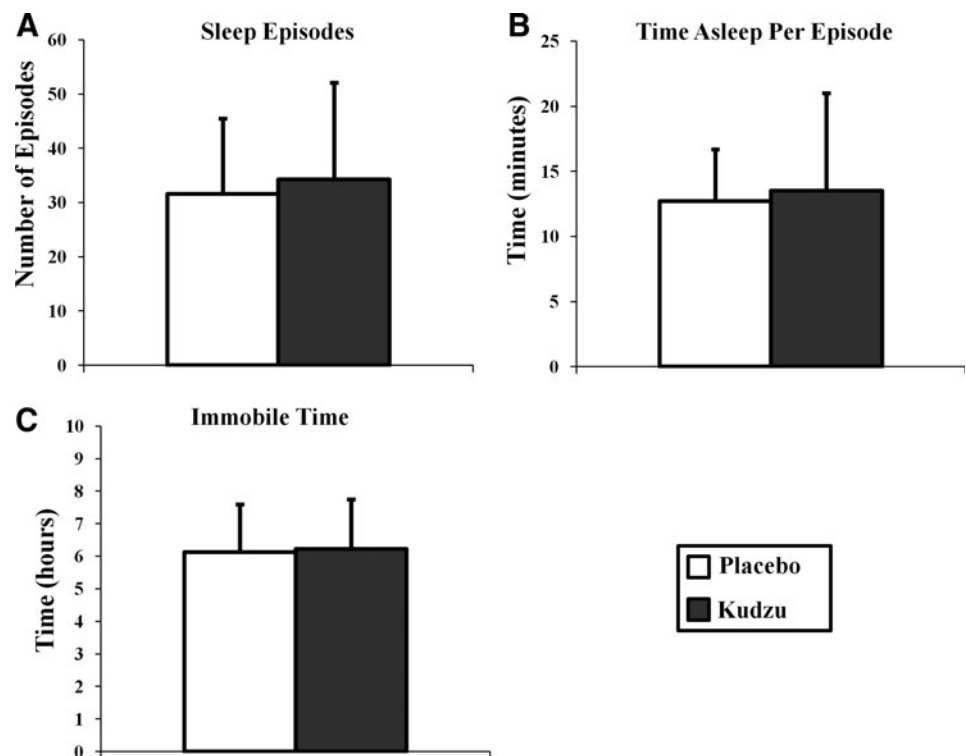 A
Sleep Episodes
Number of Episodes
60
50
40
30
20
10
0
B
Time Asleep Per Episode
Time (minutes)
25
20
15
10
5
0
C
Immobile Time
Time (hours)
10
9
8
7
6
5
4
3
2
1
0
Placebo
Kudzu